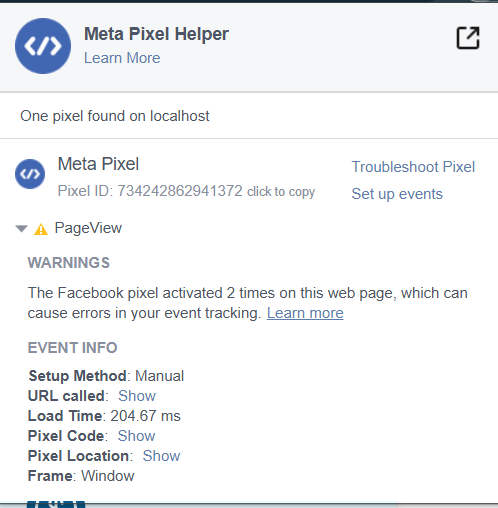 Meta Pixel Helper
Learn More
One pixel found on localhost
Meta Pixel
Troubleshoot Pixel
Pixel ID: 734242862941372 click to copy
Set up events
PageView
WARNINGS
The Facebook pixel activated 2 times on this web page, which can
cause errors in your event tracking. Learn more
EVENT INFO
Setup Method: Manual
URL called: Show
Load Time: 204.67 ms
Pixel Code: Show
Pixel Location: Show
Frame: Window